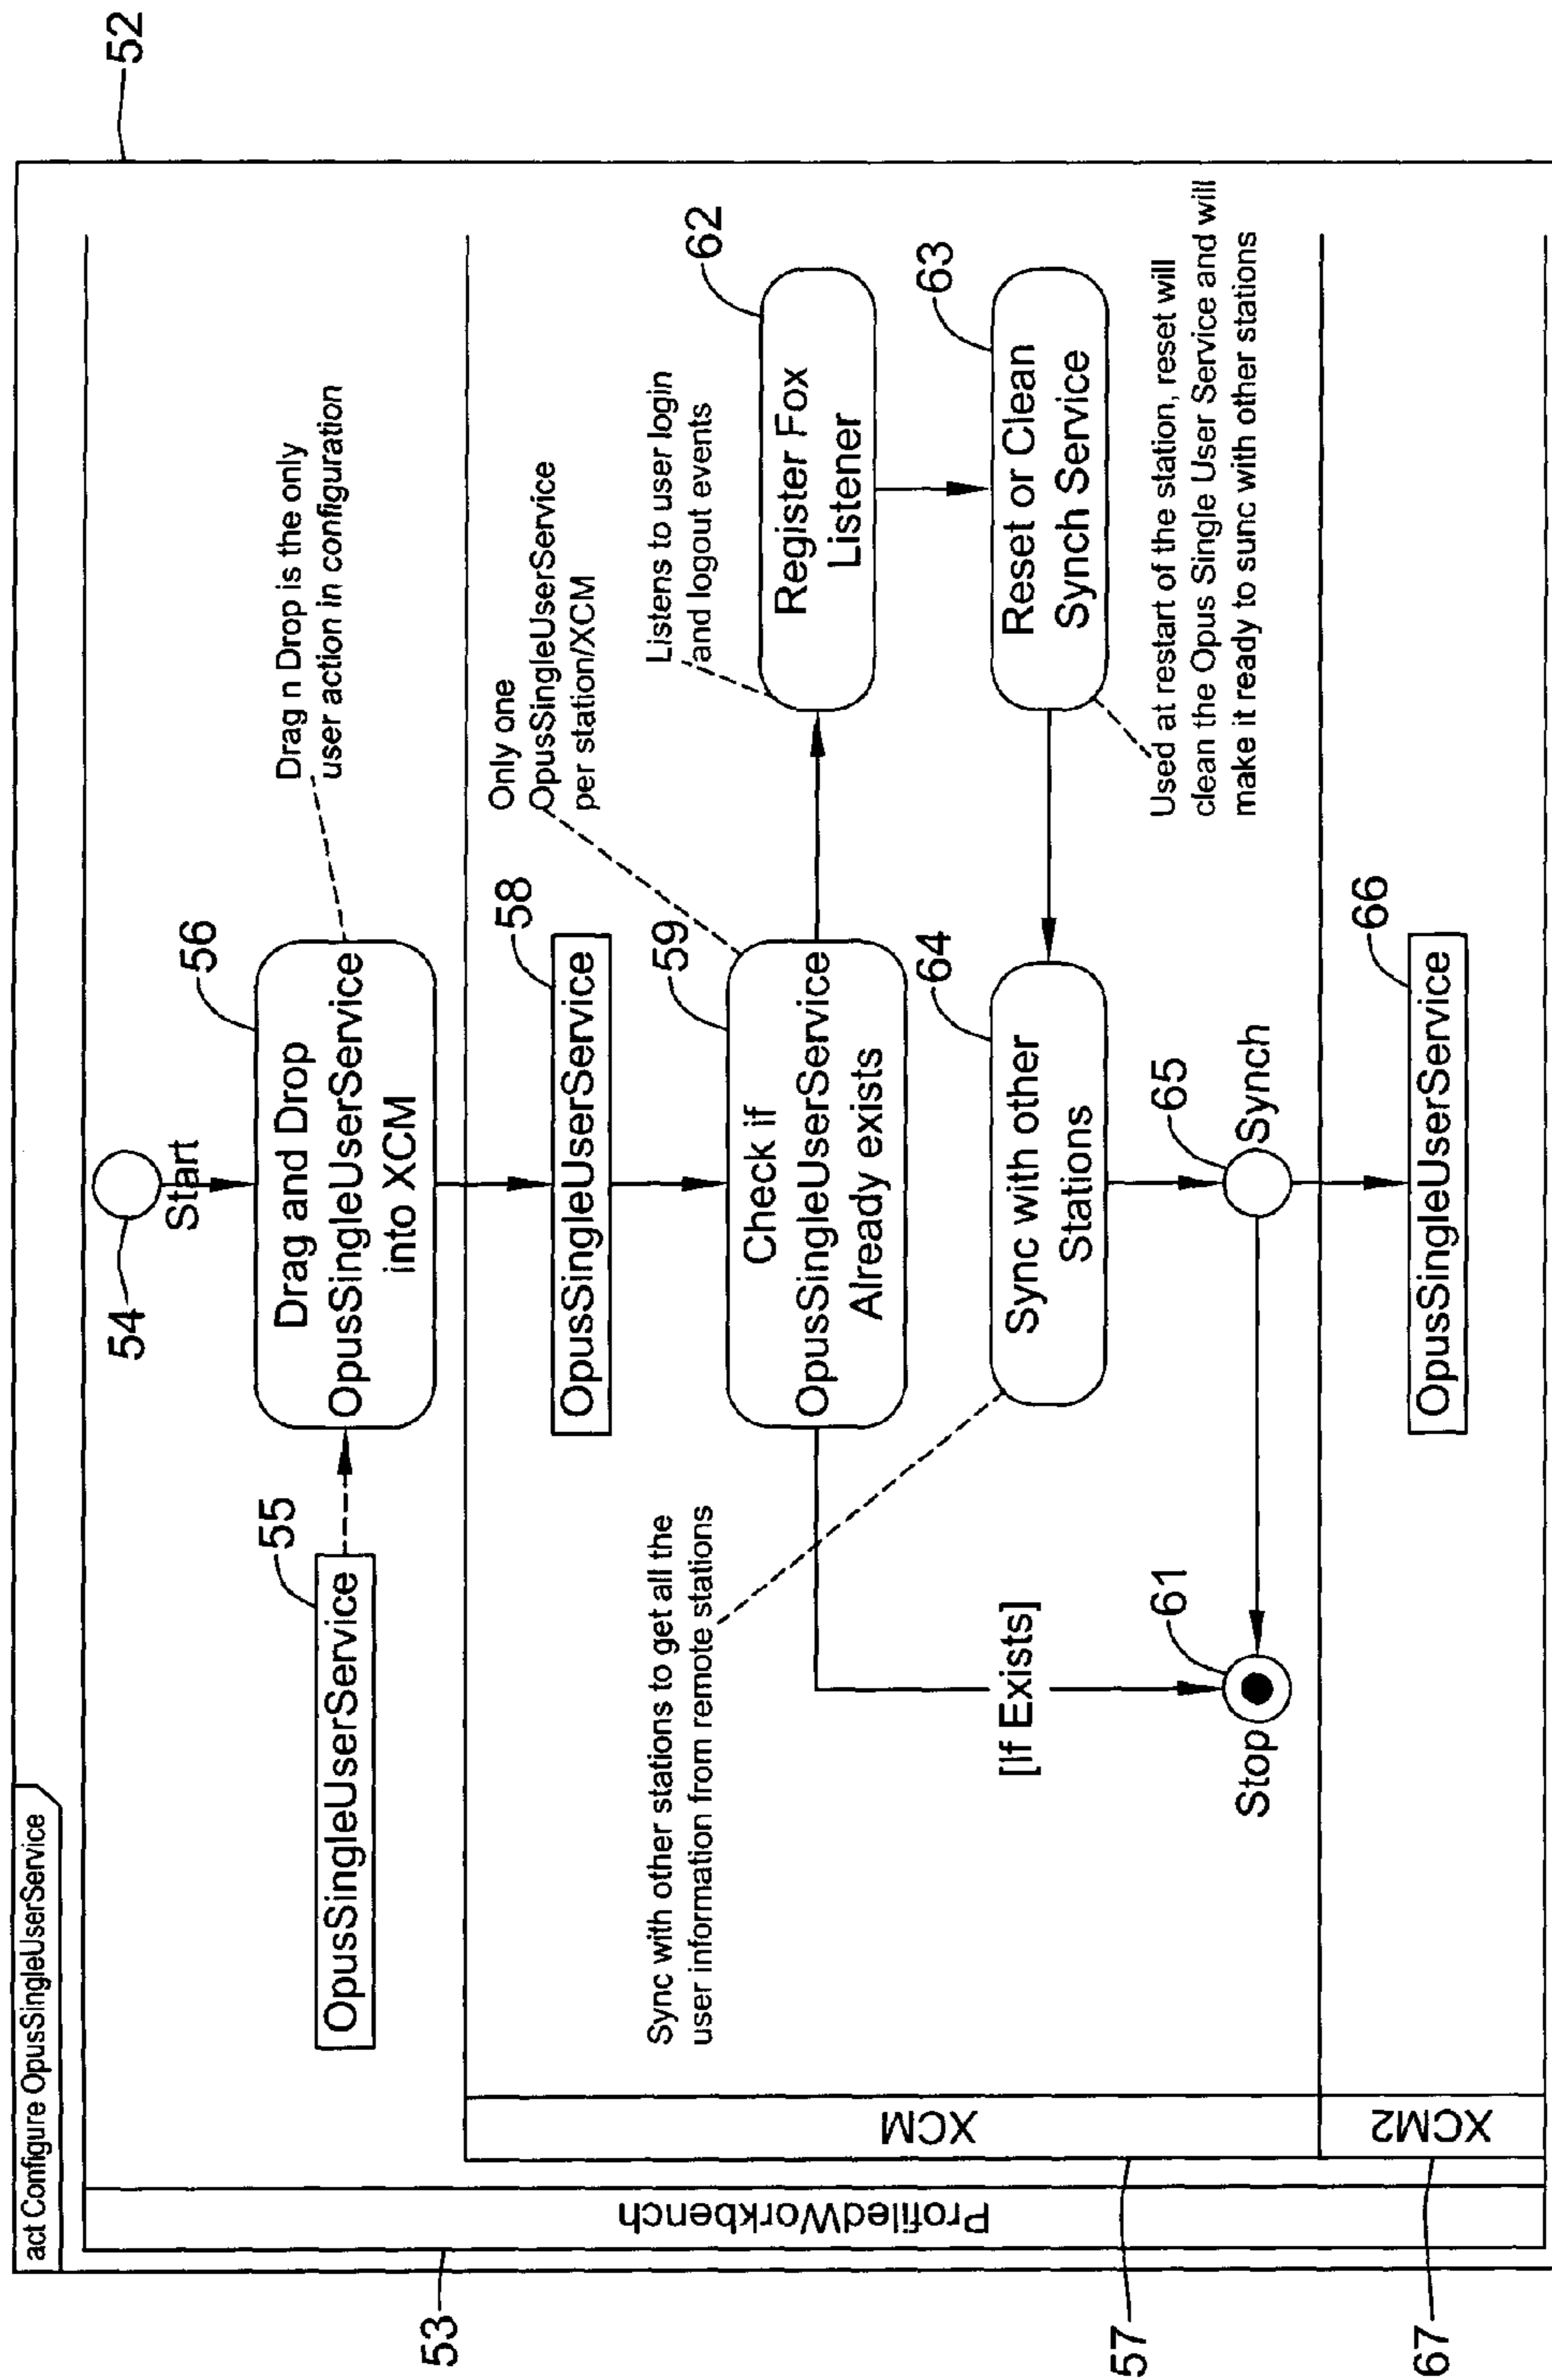 act Configure OpusSingleUserService
52
ProfiledWorkbench
53
54
Start
55
OpusSingleUserService
56
Drag and Drop
OpusSingleUserService
into XCM
Drag n Drop is the only
user action in configuration
XCM
57
58
OpusSingleUserService
Only one
OpusSingleUserService
per station/XCM
59
Check if
OpusSingleUserService
Already exists
Listens to user login
and logout events
62
Register Fox
Listener
63
Reset or Clean
Synch Service
Used at restart of the station, reset will
clean the Opus Single User Service and will
make it ready to sunc with other stations
Sync with other stations to get all the
user information from remote stations
64
Sync with other
Stations
[If Exists]
61
Stop
65
Synch
XCM2
67
66
OpusSingleUserService